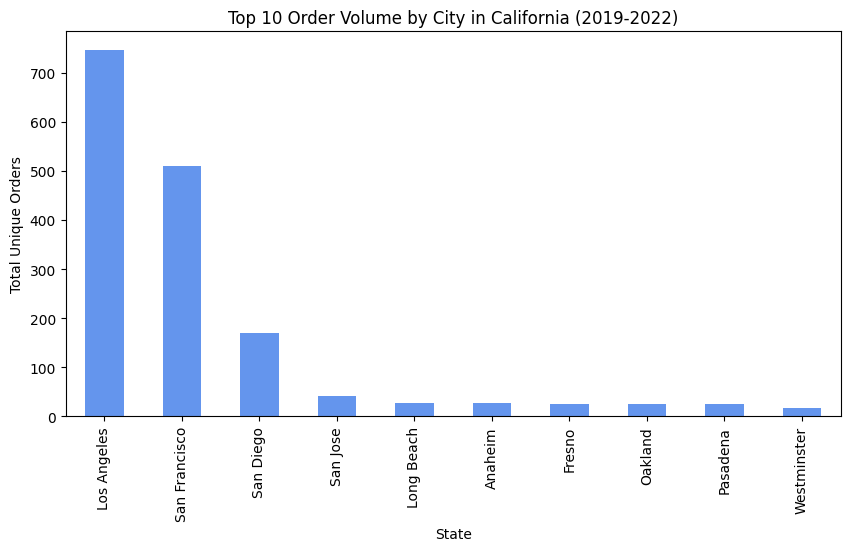 Top 10 Order Volume by City in California (2019-2022)
Total Unique Orders
700
600
500
400
300
200
100
0
Los Angeles
San Francisco
San Diego
San Jose
Long Beach
Anaheim
Fresno
Oakland
Pasadena
Westminster
State